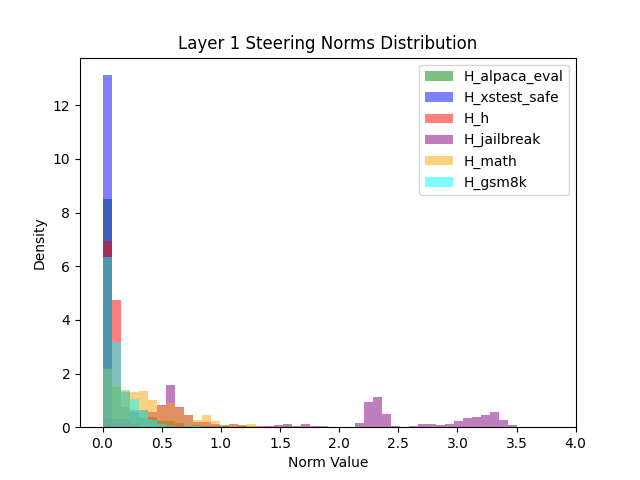 Layer 1 Steering Norms Distribution
H_alpaca_eval
H_xstest_safe
H_h
H_jailbreak
H_math
H_gsm8k
Density
12
10
8
6
4
2
0
0.0 0.5 1.0 1.5 2.0 2.5 3.0 3.5 4.0
Norm Value